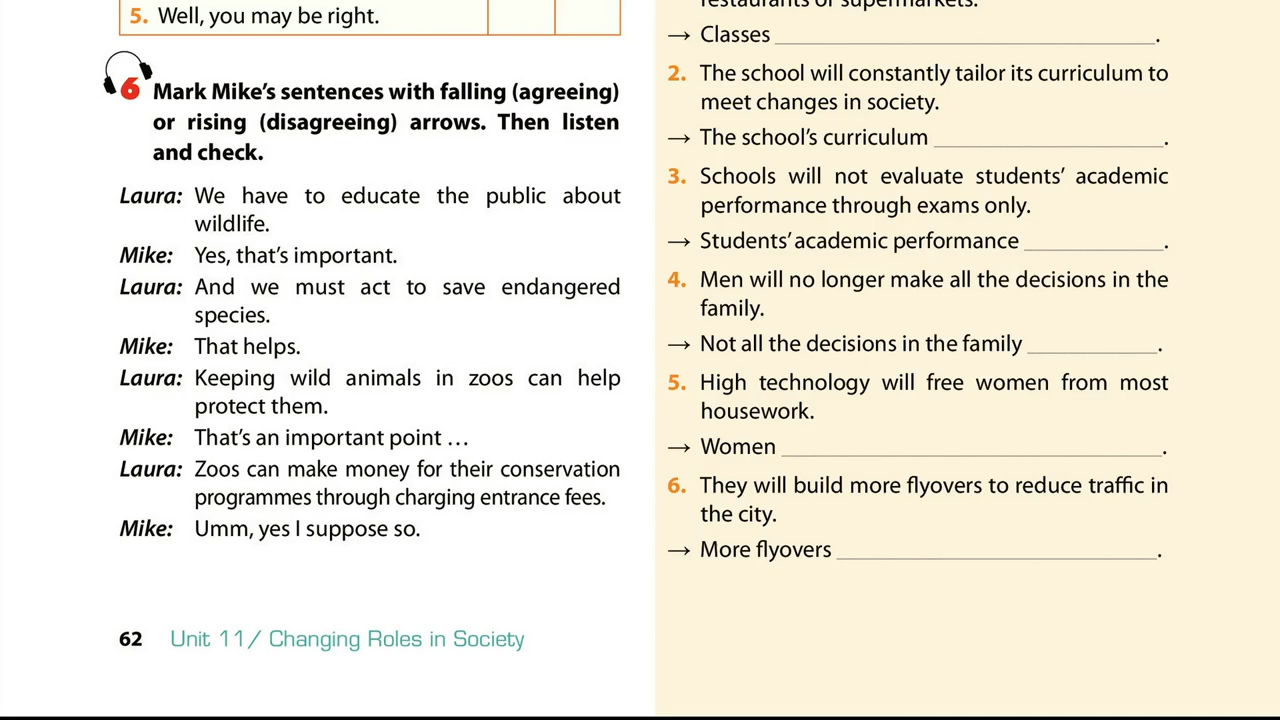 5. Well, you may be right.
6 Mark Mike's sentences with falling (agreeing)
or rising (disagreeing) arrows. Then listen
and check.
Laura: We have to educate the public about
wildlife.
Mike: Yes, that's important.
Laura: And we must act to save endangered
species.
Mike: That helps.
Laura: Keeping wild animals in zoos can help
protect them.
Mike: That's an important point …
Laura: Zoos can make money for their conservation
programmes through charging entrance fees.
Mike: Umm, yes I suppose so.
62 Unit 11/ Changing Roles in Society
restaurants or supermarkets.
→ Classes ______________________________.
2. The school will constantly tailor its curriculum to
meet changes in society.
→ The school's curriculum __________________.
3. Schools will not evaluate students' academic
performance through exams only.
→ Students' academic performance ___________.
4. Men will no longer make all the decisions in the
family.
→ Not all the decisions in the family __________.
5. High technology will free women from most
housework.
→ Women ______________________________.
6. They will build more flyovers to reduce traffic in
the city.
→ More flyovers _________________________.